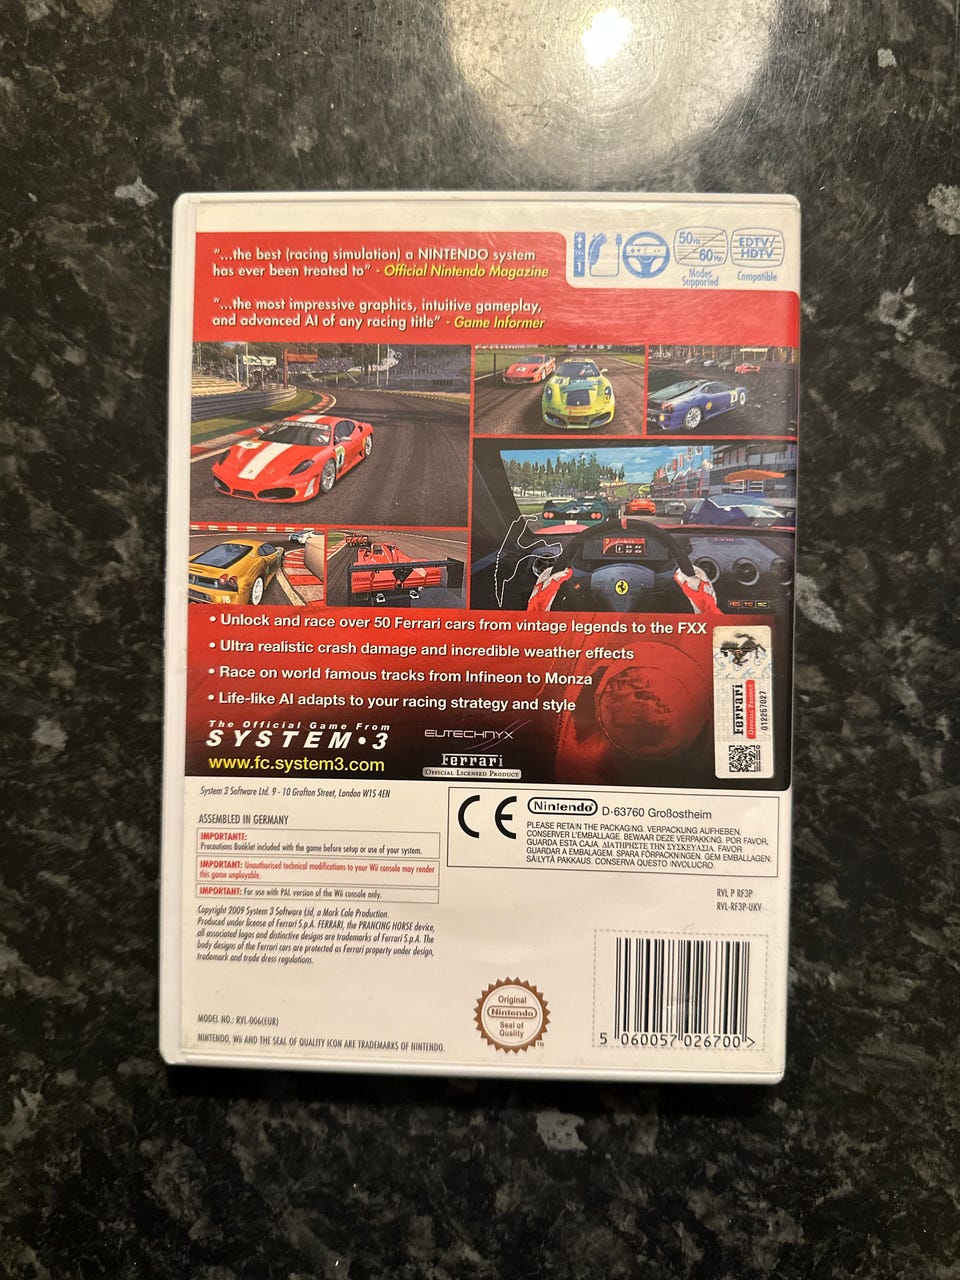 "...the best (racing simulation) a NINTENDO system
has ever been treated to" - Official Nintendo Magazine
"...the most impressive graphics, intuitive gameplay,
and advanced AI of any racing title" - Game Informer
1
50Hz
60Hz
Modes
Supported
EDTV/
HDTV
Compatible
• Unlock and race over 50 Ferrari cars from vintage legends to the FXX
• Ultra realistic crash damage and incredible weather effects
• Race on world famous tracks from Infineon to Monza
• Life-like AI adapts to your racing strategy and style
The Official Game From
SYSTEM•3
www.fc.system3.com
EUTECHNYX
Ferrari
OFFICIAL LICENSED PRODUCT
Ferrari
Official Product
012257027
System 3 Software Ltd. 9 - 10 Grafton Street, London W1S 4EN
ASSEMBLED IN GERMANY
IMPORTANTE:
Precautions Booklet included with the game before setup or use of your system.
IMPORTANT: Unauthorised technical modifications to your Wii console may render
this game unplayable.
IMPORTANT: For use with PAL version of the Wii console only.
Copyright 2009 System 3 Software Ltd, a Mark Cale Production.
Produced under license of Ferrari S.p.A. FERRARI, the PRANCING HORSE device,
all associated logos and distinctive designs are trademarks of Ferrari S.p.A. The
body designs of the Ferrari cars are protected as Ferrari property under design,
trademark and trade dress regulations.
MODEL NO.: RVL-006(EUR)
NINTENDO, Wii AND THE SEAL OF QUALITY ICON ARE TRADEMARKS OF NINTENDO.
CE
Nintendo D-63760 Großostheim
PLEASE RETAIN THE PACKAGING. VERPACKUNG AUFHEBEN.
CONSERVER L'EMBALLAGE. BEWAAR DEZE VERPAKKING. POR FAVOR,
GUARDA ESTA CAJA. ΔΙΑΤΗΡΗΣΤΕ ΤΗΝ ΣΥΣΚΕΥΑΣΙΑ. FAVOR
GUARDAR A EMBALAGEM. SPARA FÖRPACKNINGEN. GEM EMBALLAGEN.
SÄILYTÄ PAKKAUS. CONSERVA QUESTO INVOLUCRO.
RVL P RF3P
RVL-RF3P-UKV
Original
Nintendo
Seal of
Quality
5 060057 026700 >